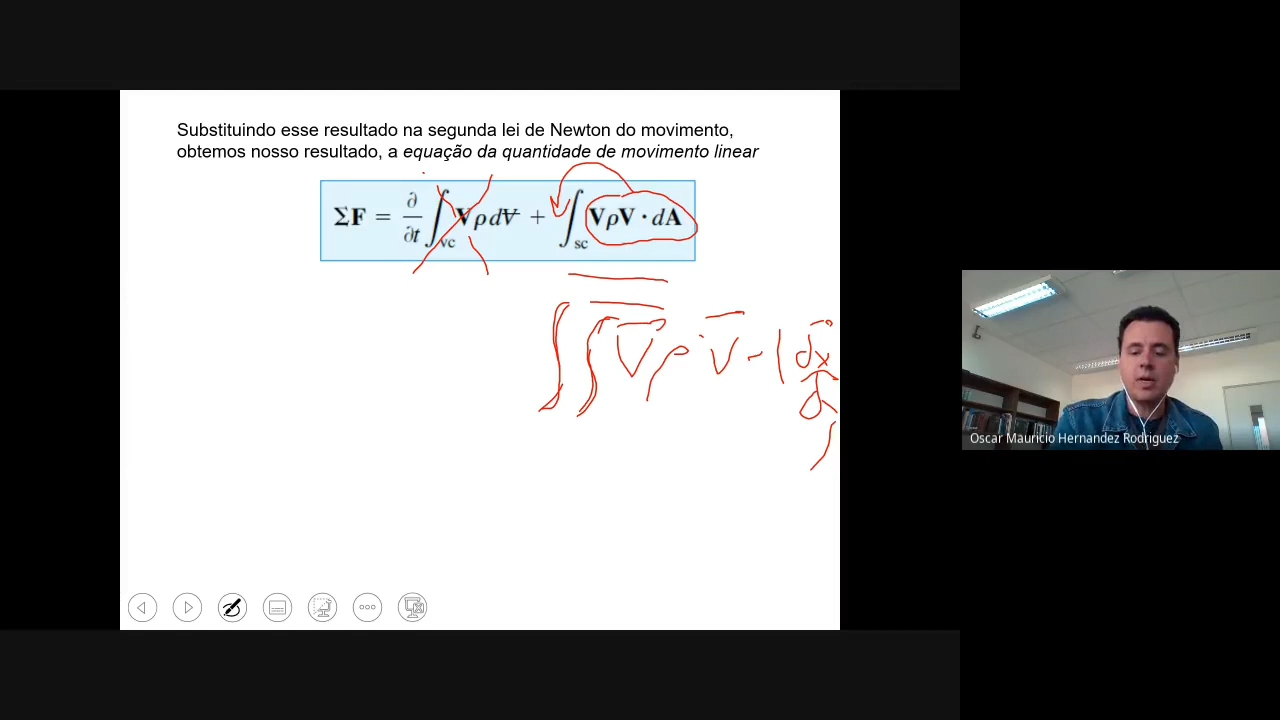 Substituindo esse resultado na segunda lei de Newton do movimento,
obtemos nosso resultado, a equação da quantidade de movimento linear
ΣF = ∂/∂t ∫vc Vρ dV + ∫sc VρV · dA
∫∫ V ρ V
Oscar Mauricio Hernandez Rodriguez